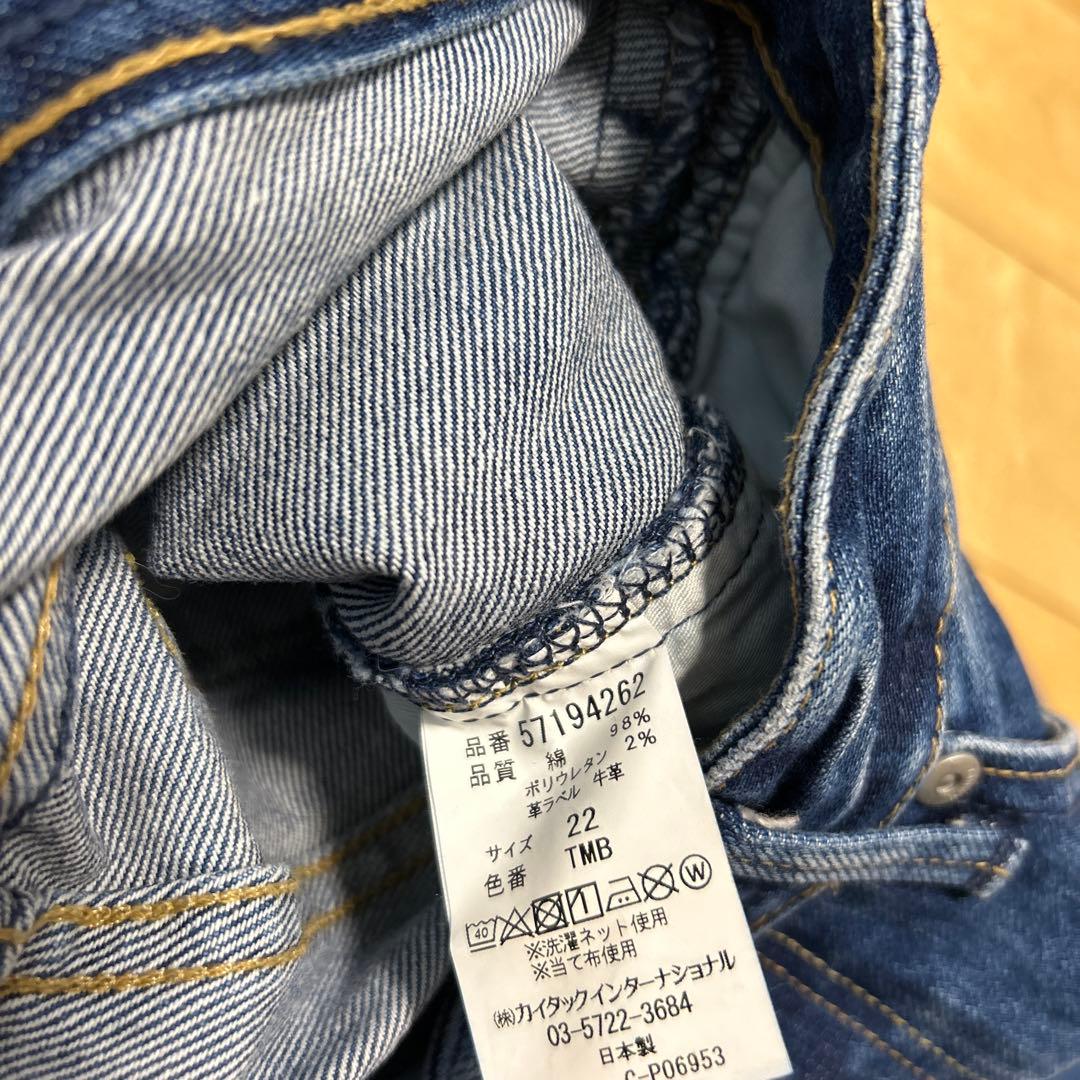 品番 57194262
品質 綿 98%
ポリウレタン 2%
革ラベル 牛革
サイズ 22
色番 TMB
40 1 W
※洗濯ネット使用
※当て布使用
㈱カイタックインターナショナル
03-5722-3684
日本製
C-P06953